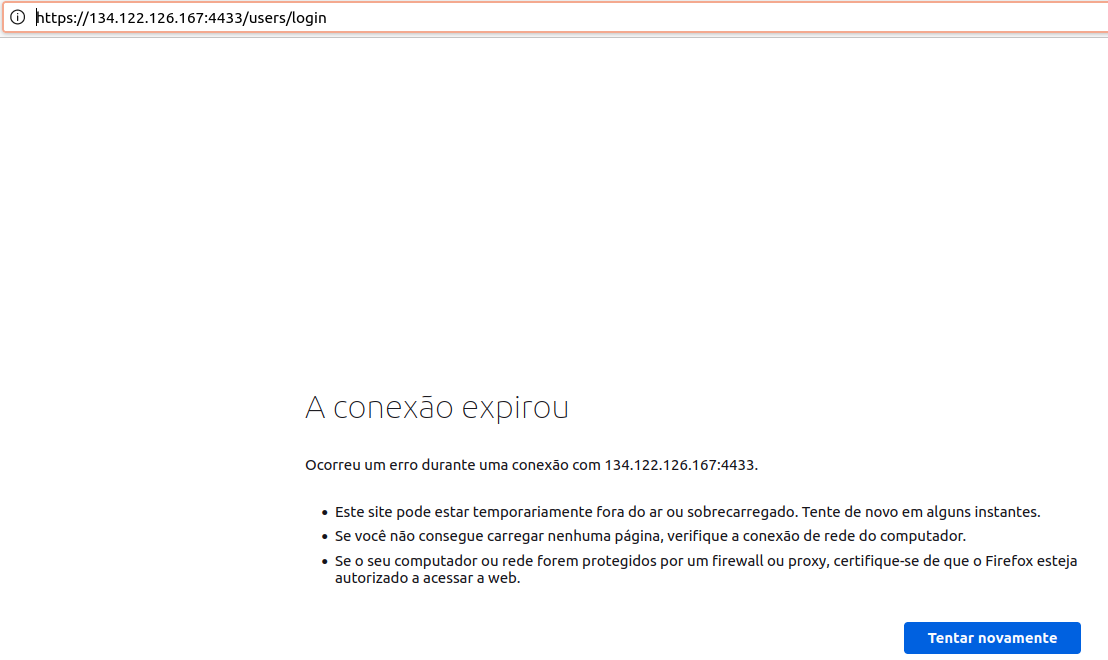 https://134.122.126.167:4433/users/login
A conexão expirou
Ocorreu um erro durante uma conexão com 134.122.126.167:4433.
• Este site pode estar temporariamente fora do ar ou sobrecarregado. Tente de novo em alguns instantes.
• Se você não consegue carregar nenhuma página, verifique a conexão de rede do computador.
• Se o seu computador ou rede forem protegidos por um firewall ou proxy, certifique-se de que o Firefox esteja
autorizado a acessar a web.
Tentar novamente